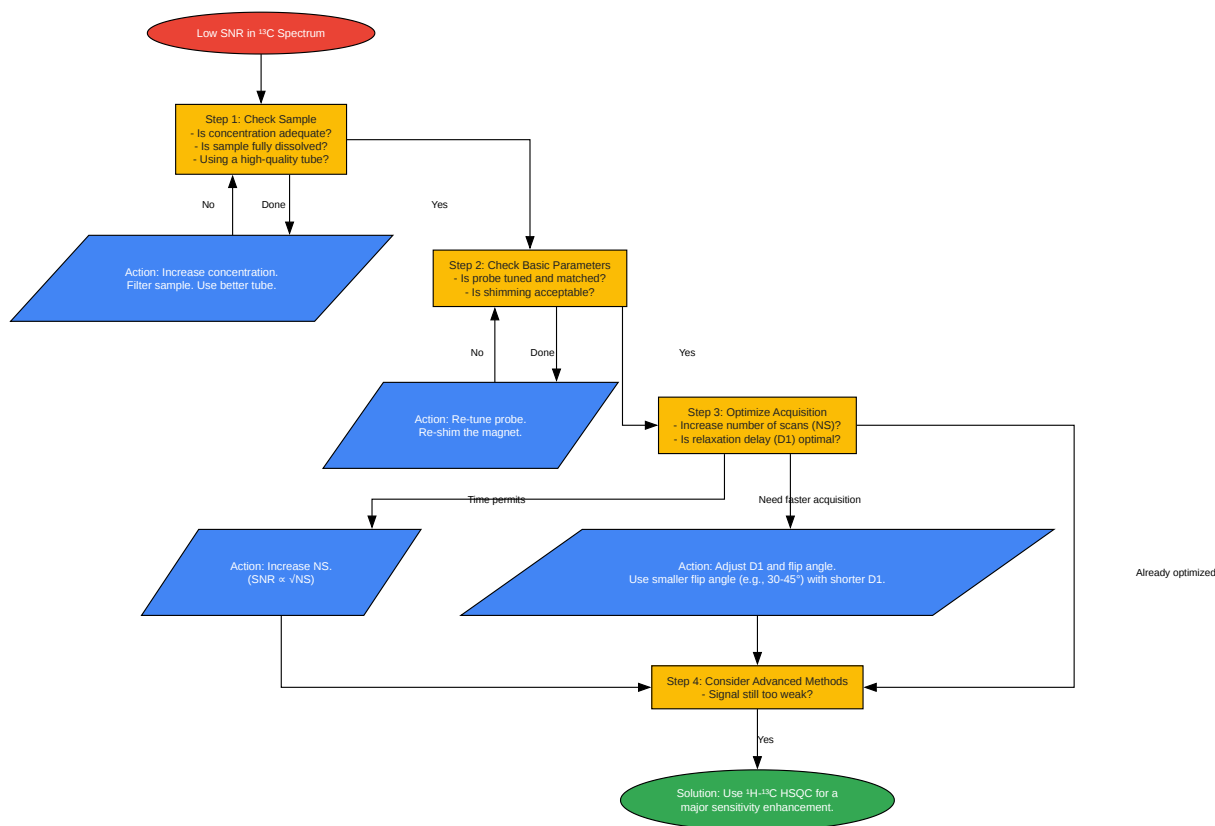 Low SNR in ¹³C Spectrum
Step 1: Check Sample
- Is concentration adequate?
- Is sample fully dissolved?
- Using a high-quality tube?
No
Done
Yes
Action: Increase concentration.
Filter sample. Use better tube.
Step 2: Check Basic Parameters
- Is probe tuned and matched?
- Is shimming acceptable?
No
Done
Yes
Action: Re-tune probe.
Re-shim the magnet.
Step 3: Optimize Acquisition
- Increase number of scans (NS)?
- Is relaxation delay (D1) optimal?
Time permits
Need faster acquisition
Action: Increase NS.
(SNR ∝ √NS)
Action: Adjust D1 and flip angle.
Use smaller flip angle (e.g., 30-45°) with shorter D1.
Already optimized
Step 4: Consider Advanced Methods
- Signal still too weak?
Yes
Solution: Use ¹H-¹³C HSQC for a
major sensitivity enhancement.